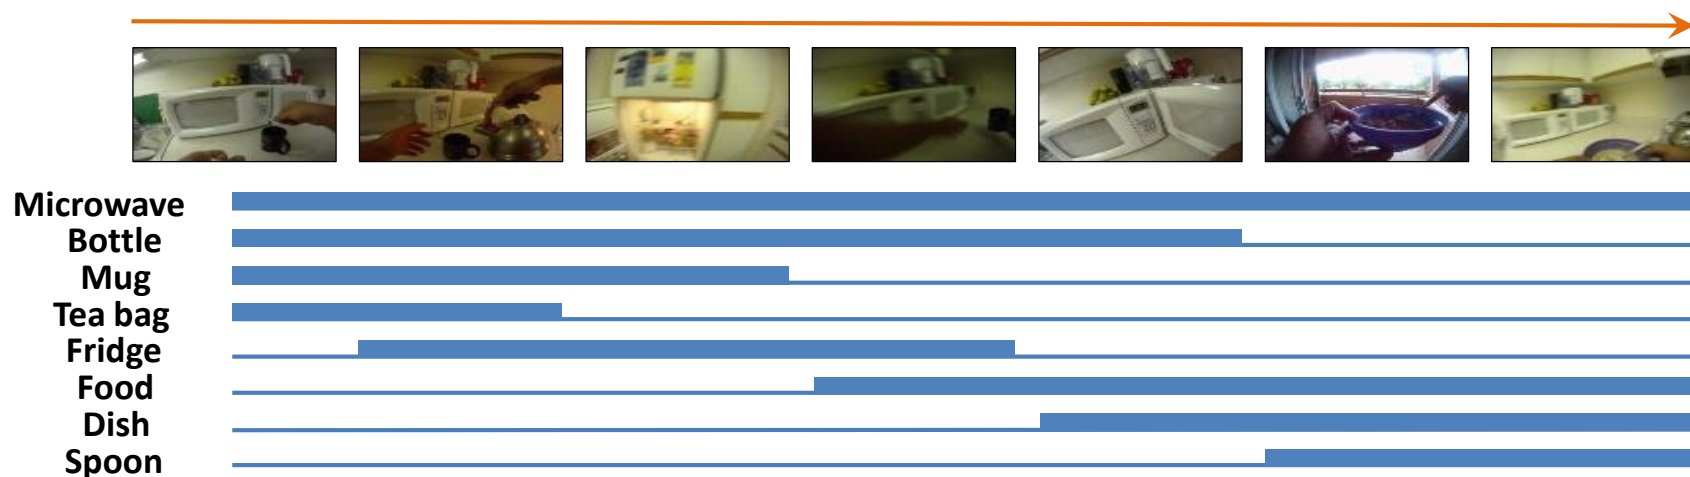 Microwave
Bottle
Mug
Tea bag
Fridge
Food
Dish
Spoon